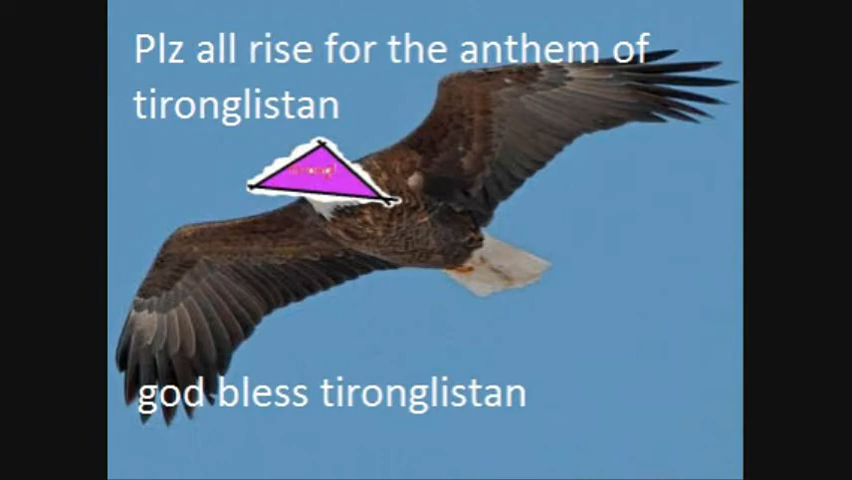 Plz all rise for the anthem of
tironglistan
god bless tironglistan